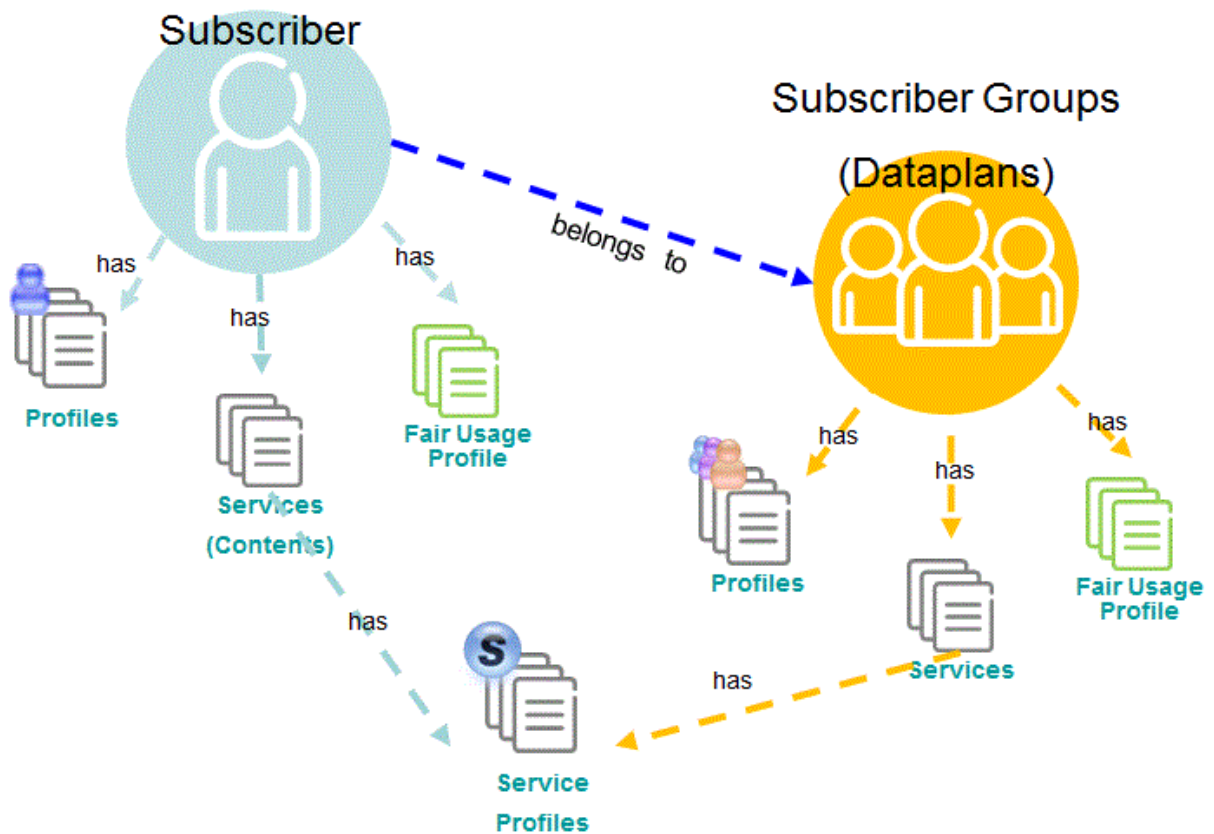 Subscriber
Subscriber Groups
(Dataplans)
belongs to
has
has
has
Profiles
Services
(Contents)
Fair Usage
Profile
has
has
has
Profiles
Services
Fair Usage
Profile
has
has
S
Service
Profiles